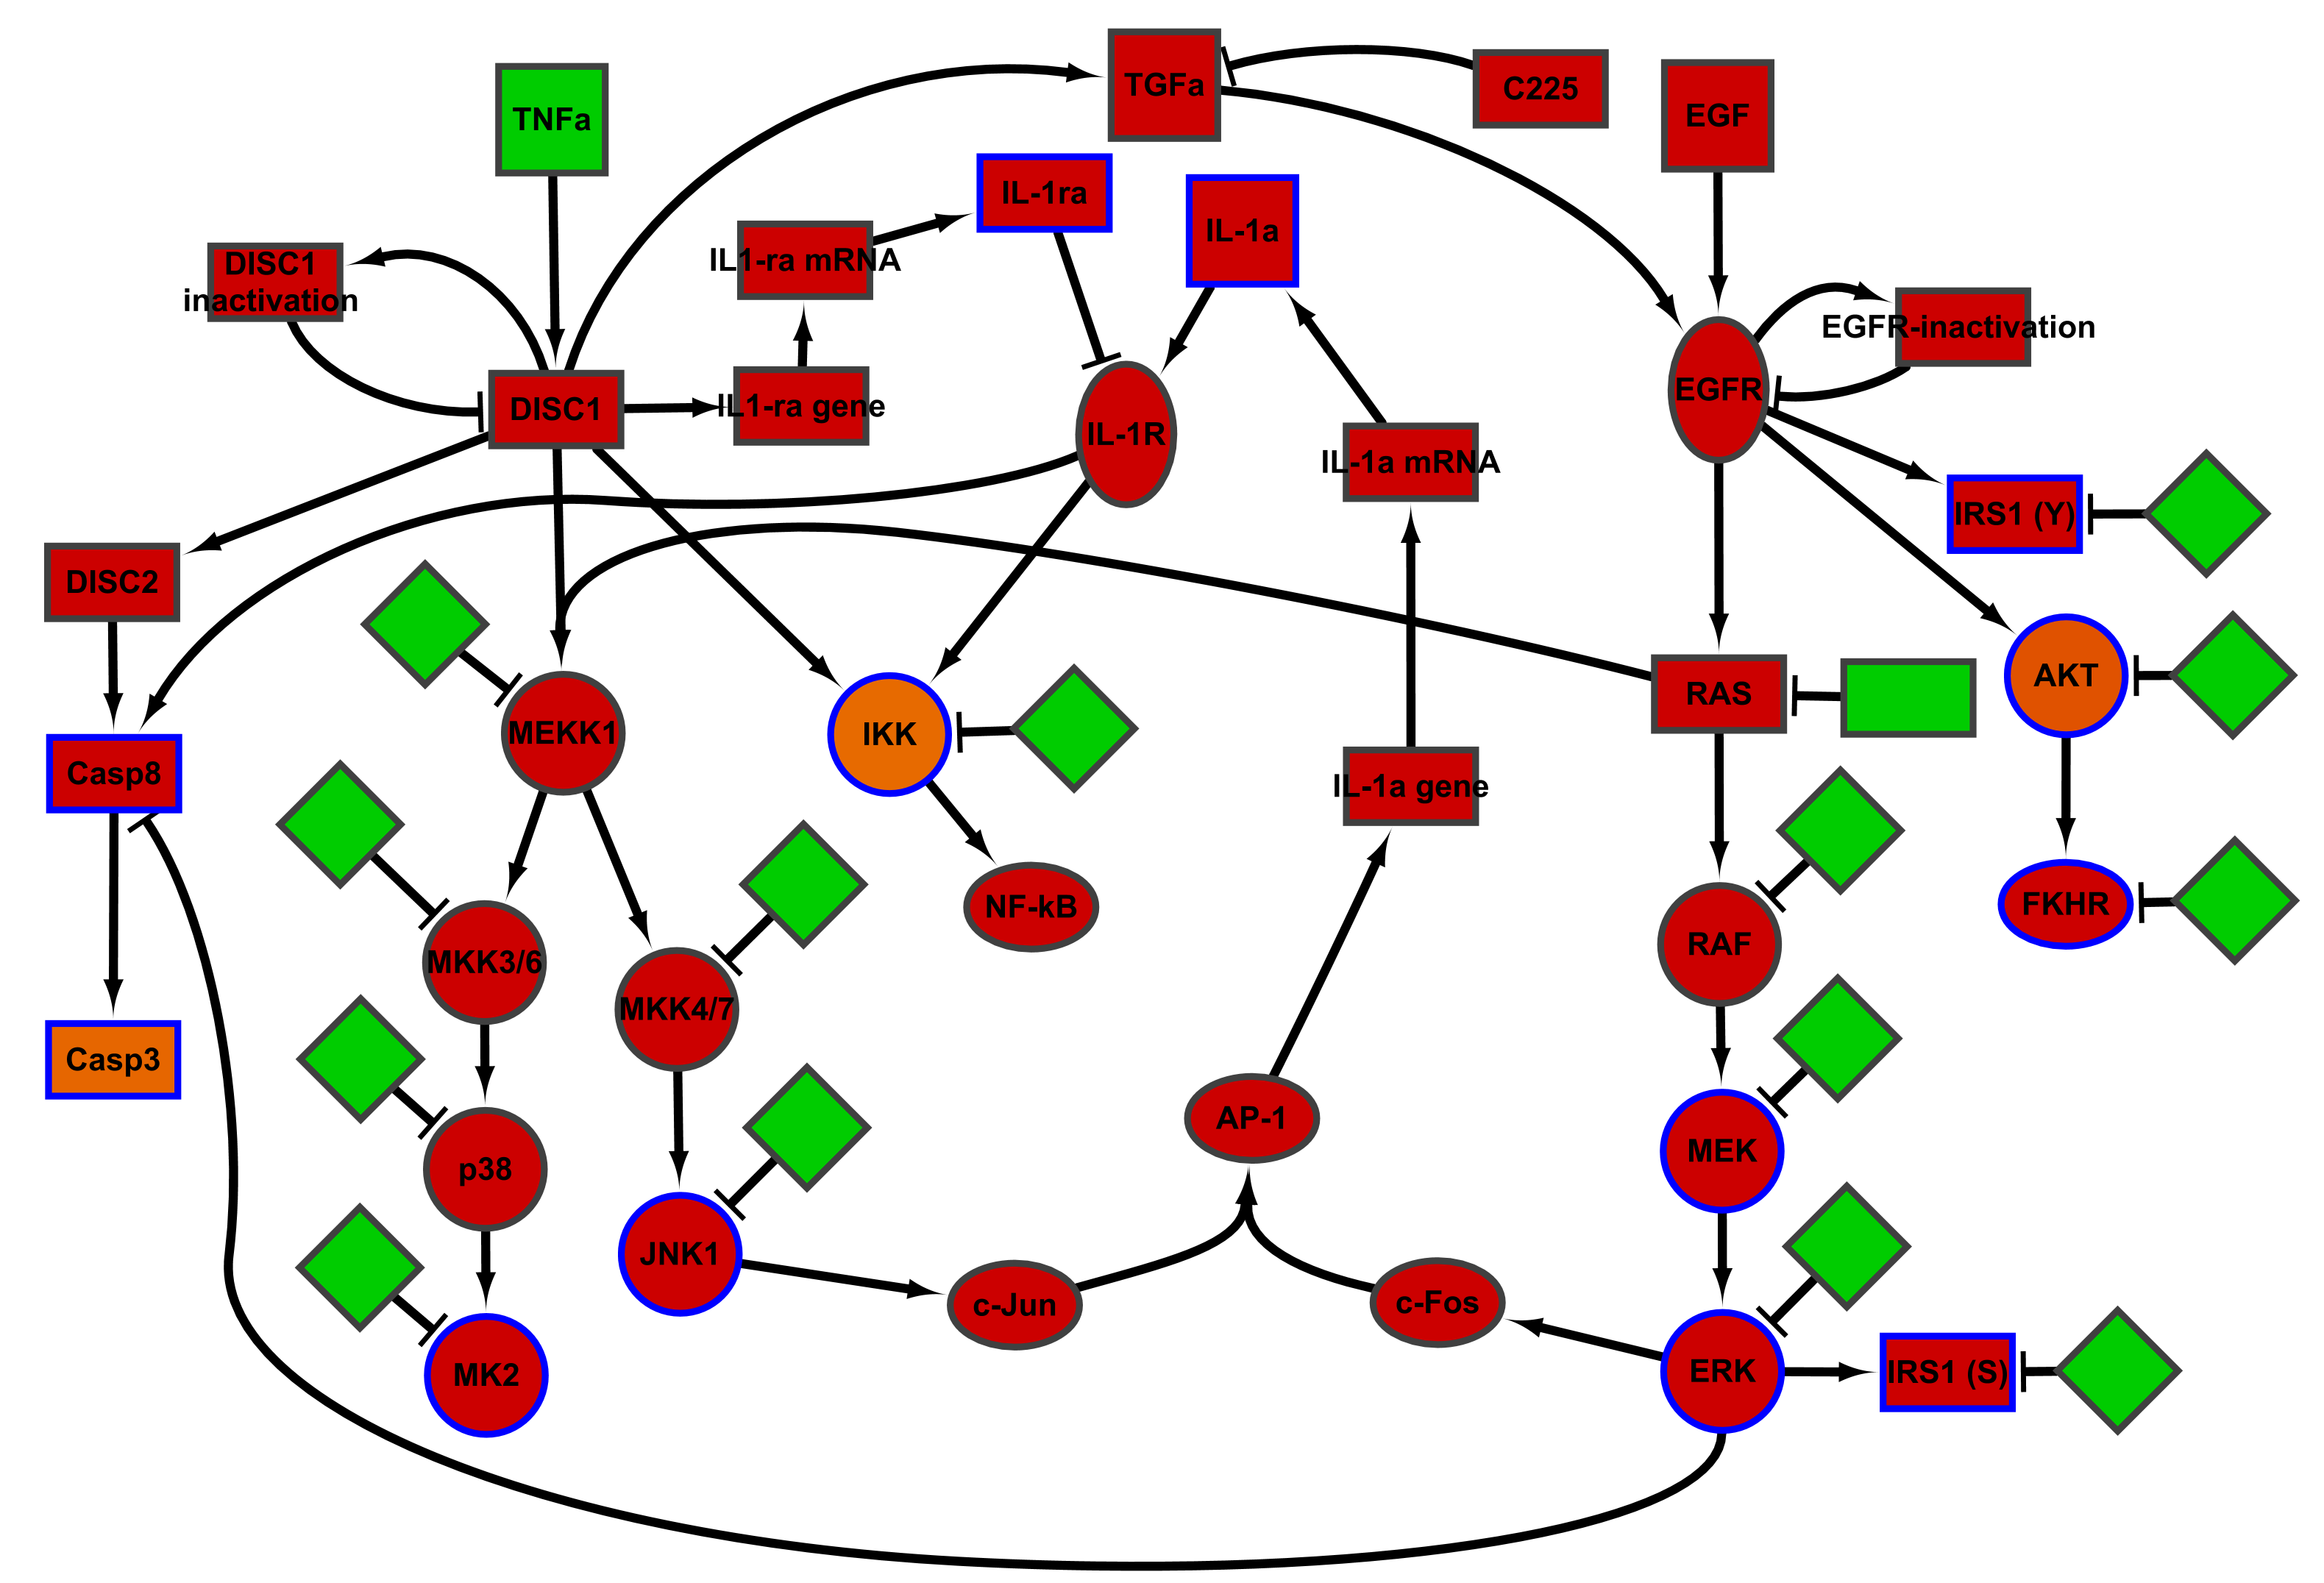 TGFa
C225
EGF
TNFa
IL-1ra
IL-1a
IL1-ra mRNA
DISC1
inactivation
EGFR-inactivation
EGFR
DISC1
IL1-ra gene
IL-1R
IL-1a mRNA
IRS1 (Y)
DISC2
AKT
RAS
MEKK1
IKK
Casp8
IL-1a gene
NF-kB
FKHR
RAF
MKK3/6
MKK4/7
Casp3
AP-1
MEK
p38
JNK1
c-Jun
c-Fos
MK2
ERK
IRS1 (S)